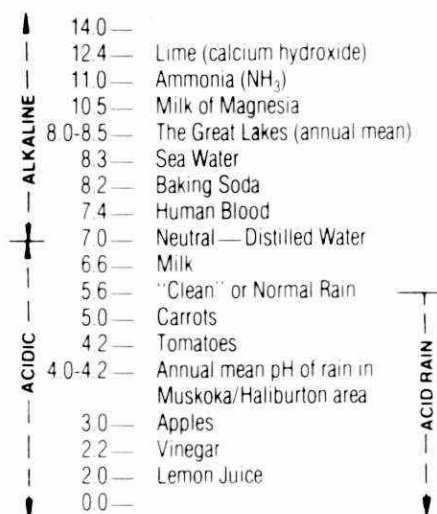 14.0 —
12.4 — Lime (calcium hydroxide)
11.0 — Ammonia (NH₃)
10.5 — Milk of Magnesia
8.0-8.5 — The Great Lakes (annual mean)
8.3 — Sea Water
8.2 — Baking Soda
7.4 — Human Blood
7.0 — Neutral — Distilled Water
6.6 — Milk
5.6 — "Clean" or Normal Rain
5.0 — Carrots
4.2 — Tomatoes
4.0-4.2 — Annual mean pH of rain in
Muskoka/Haliburton area
3.0 — Apples
2.2 — Vinegar
2.0 — Lemon Juice
0.0 —
ALKALINE
ACIDIC
ACID RAIN